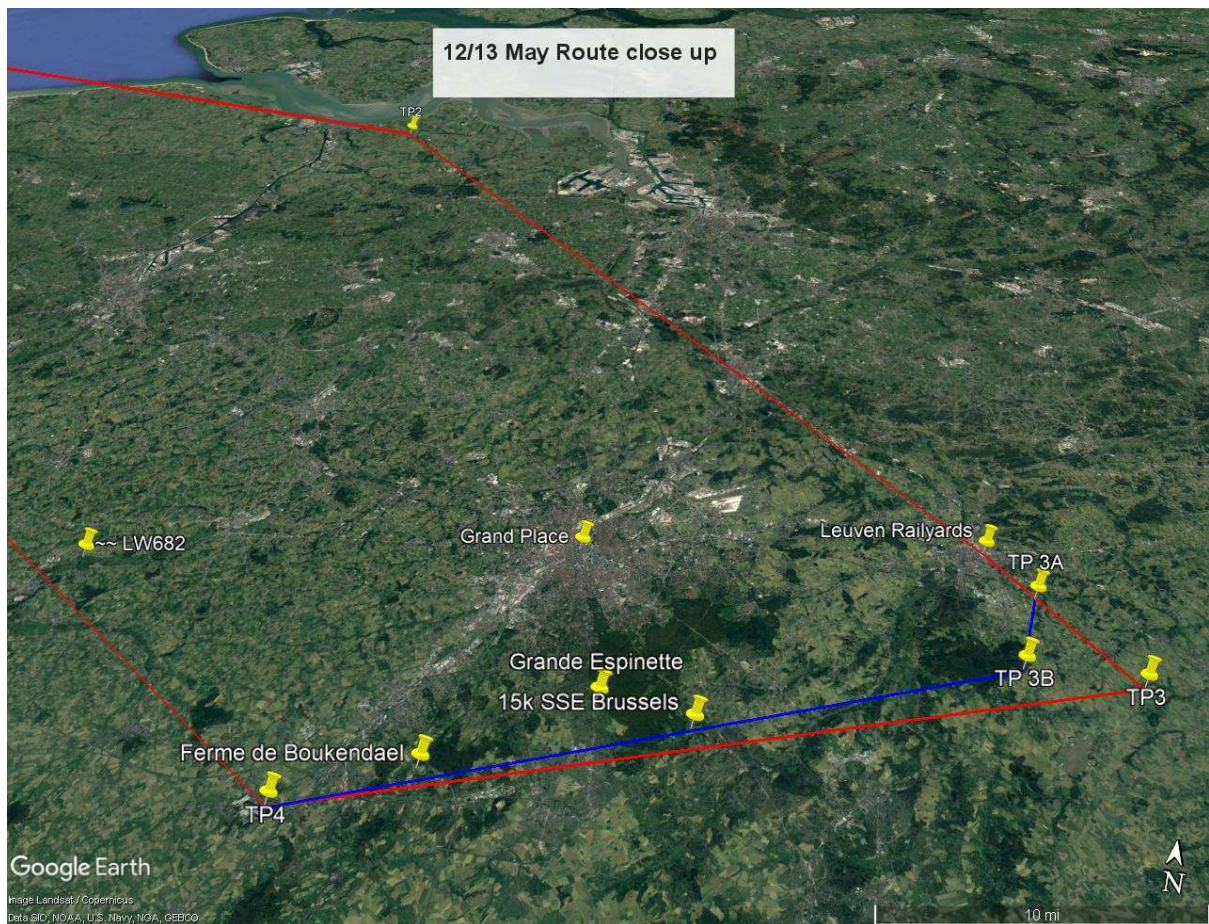 12/13 May Route close up
TP2
~~ LW682
Grand Place
Leuven Railyards
TP 3A
Grande Espinette
TP 3B
15k SSE Brussels
TP3
Ferme de Boukendael
TP4
Google Earth
N
Image Landsat / Copernicus
Data SIO, NOAA, U.S. Navy, NGA, GEBCO
10 mi